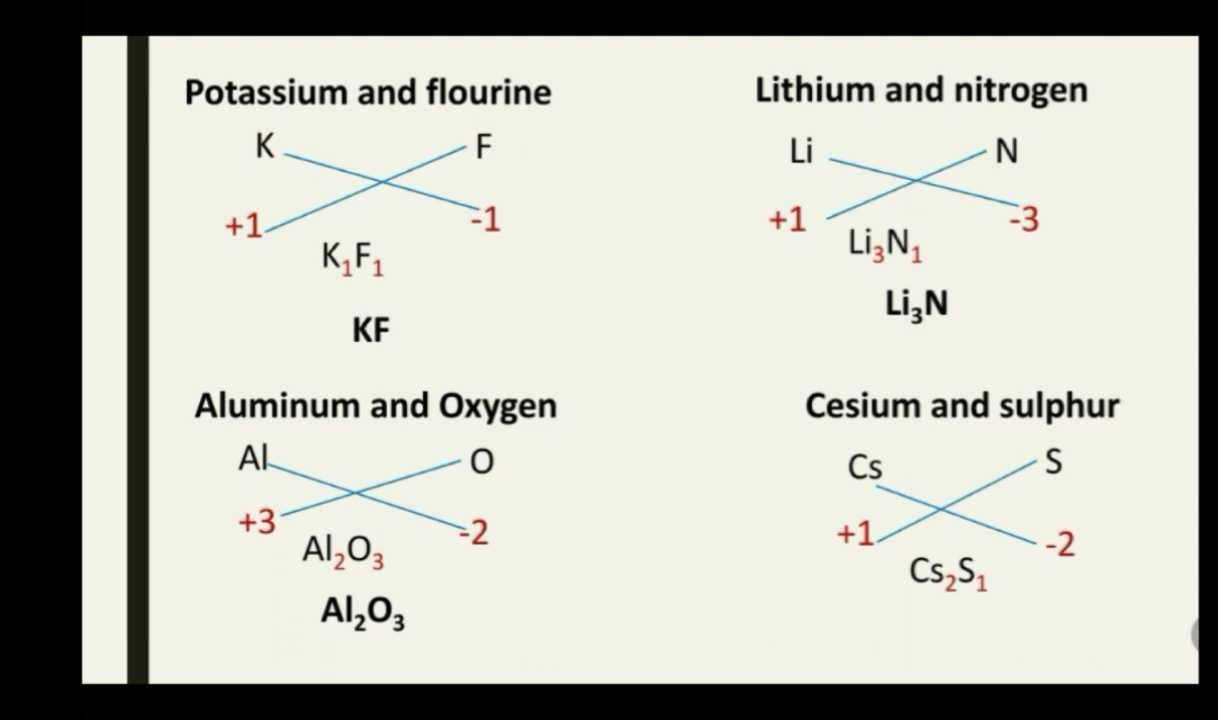 Potassium and flourine
K F
+1 -1
K₁F₁
KF
Lithium and nitrogen
Li N
+1 -3
Li₃N₁
Li₃N
Aluminum and Oxygen
Al O
+3 -2
Al₂O₃
Al₂O₃
Cesium and sulphur
Cs S
+1 -2
Cs₂S₁